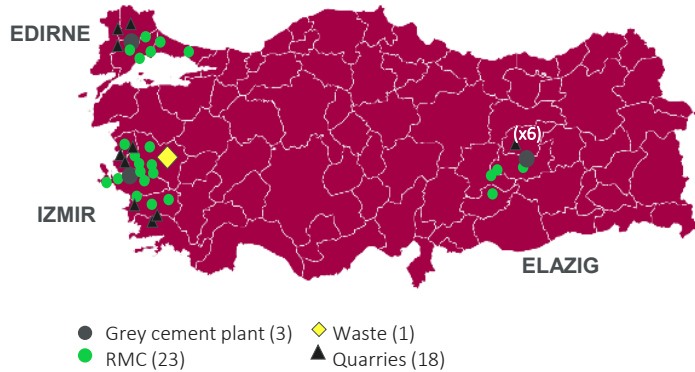 EDIRNE
(x6)
IZMIR
ELAZIG
Grey cement plant (3)
Waste (1)
RMC (23)
Quarries (18)